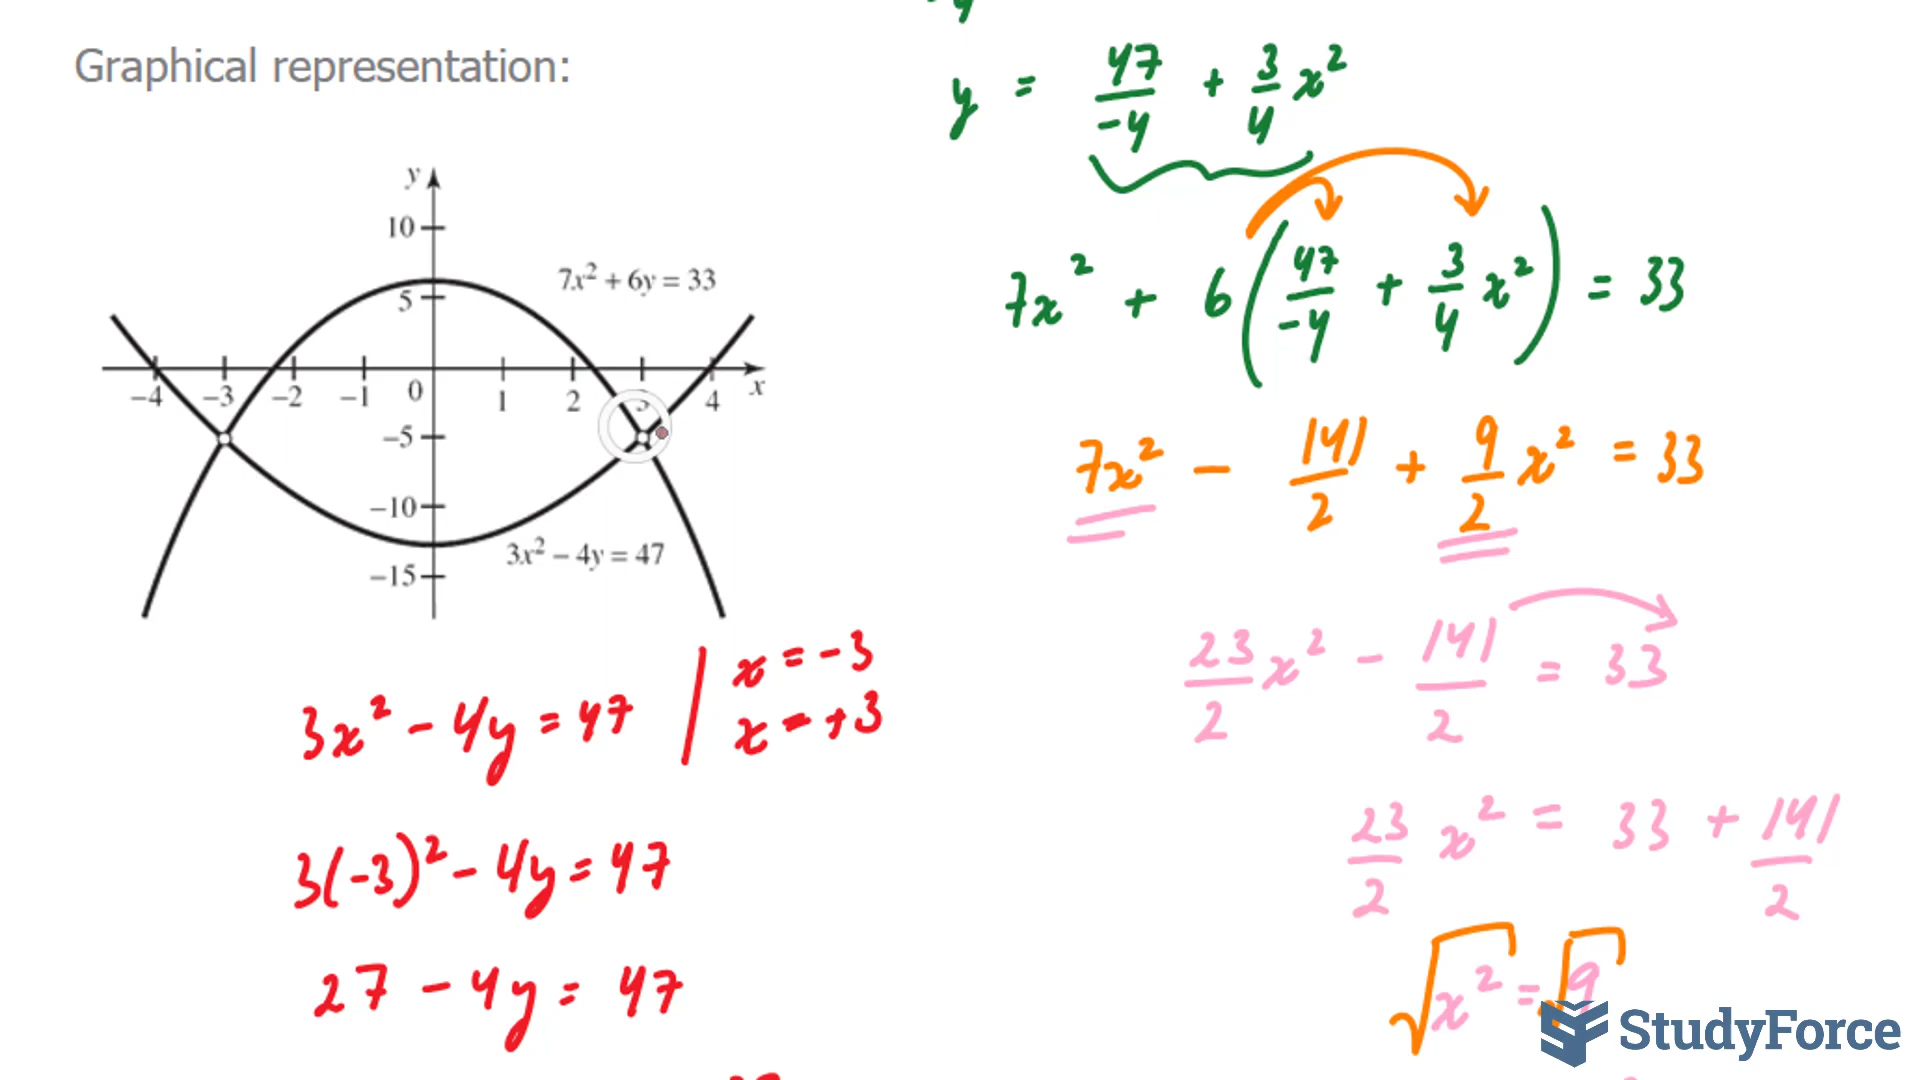 Graphical representation:
y
10
7x² + 6y = 33
5
-4 -3 -2 -1 0 1 2 3 4 x
-5
-10
3x² - 4y = 47
-15
3x² - 4y = 47 | x = -3
x = +3
3(-3)² - 4y = 47
27 - 4y = 47
y = 47/-4 + 3/4 x²
7x² + 6(47/-4 + 3/4 x²) = 33
7x² - 141/2 + 9/2 x² = 33
23/2 x² - 141/2 = 33
23/2 x² = 33 + 141/2
√x² = √9
StudyForce